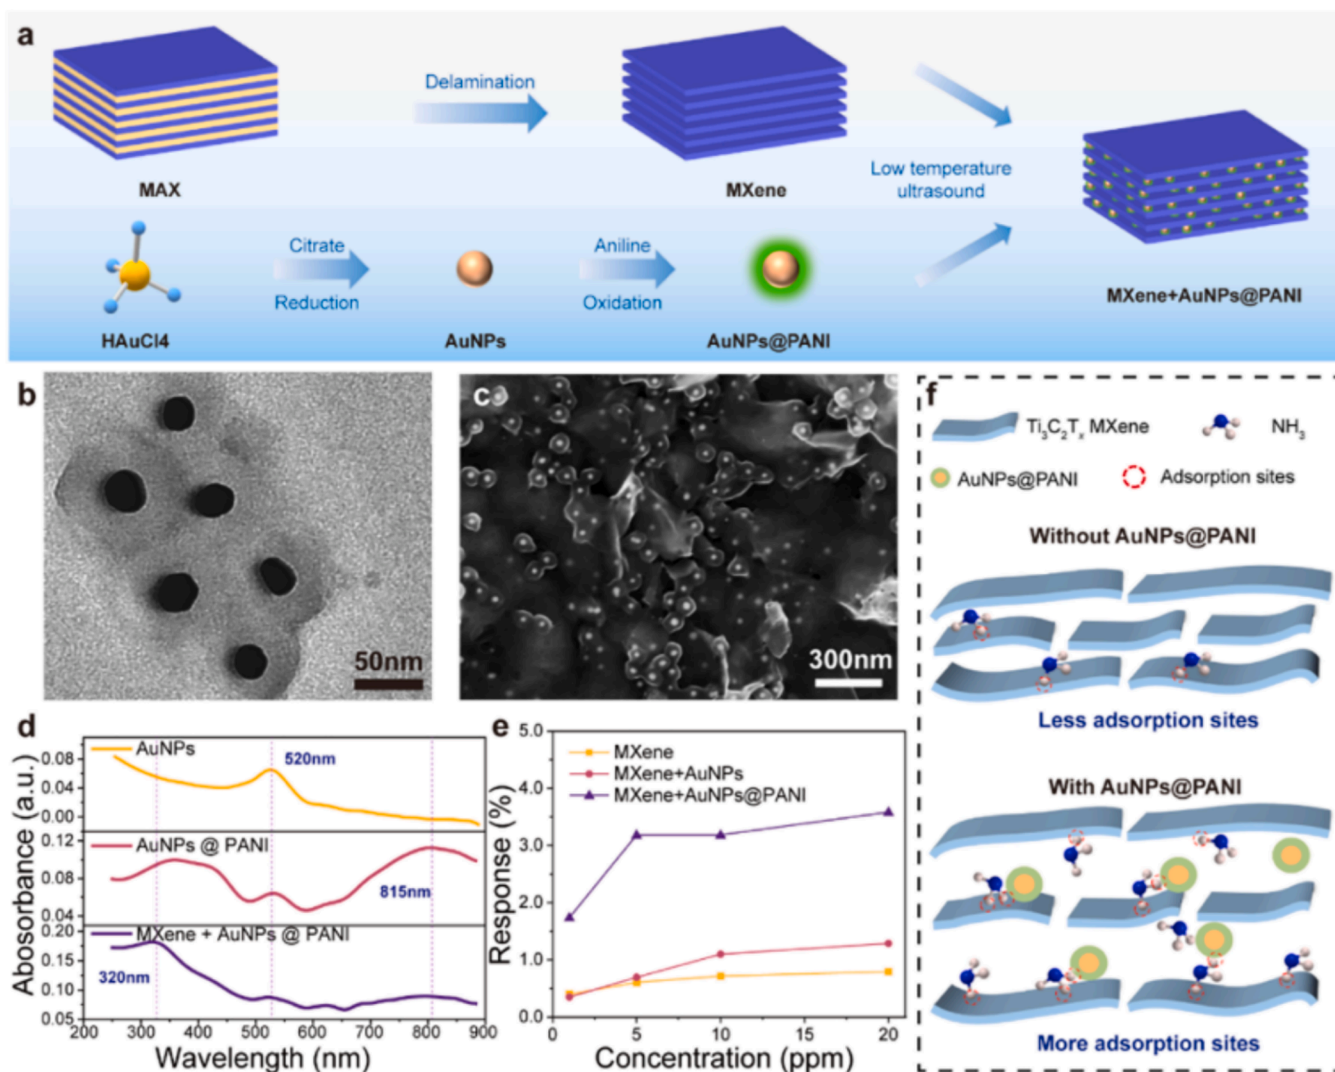 a
Delamination
MAX
MXene
Low temperature
ultrasound
Citrate
Reduction
Aniline
Oxidation
HAuCl4
AuNPs
AuNPs@PANI
MXene+AuNPs@PANI
b
50nm
c
300nm
d
Abosorbance (a.u.)
0.08
0.04
0.00
AuNPs
520nm
0.12
0.08
0.04
AuNPs @ PANI
815nm
0.20
0.15
0.10
0.05
MXene + AuNPs @ PANI
320nm
200 300 400 500 600 700 800 900
Wavelength (nm)
e
Response (%)
5.0
4.0
3.0
2.0
1.0
0.0
MXene
MXene+AuNPs
MXene+AuNPs@PANI
0 5 10 15 20
Concentration (ppm)
f
Ti₃C₂Tₓ MXene
NH₃
AuNPs@PANI
Adsorption sites
Without AuNPs@PANI
Less adsorption sites
With AuNPs@PANI
More adsorption sites